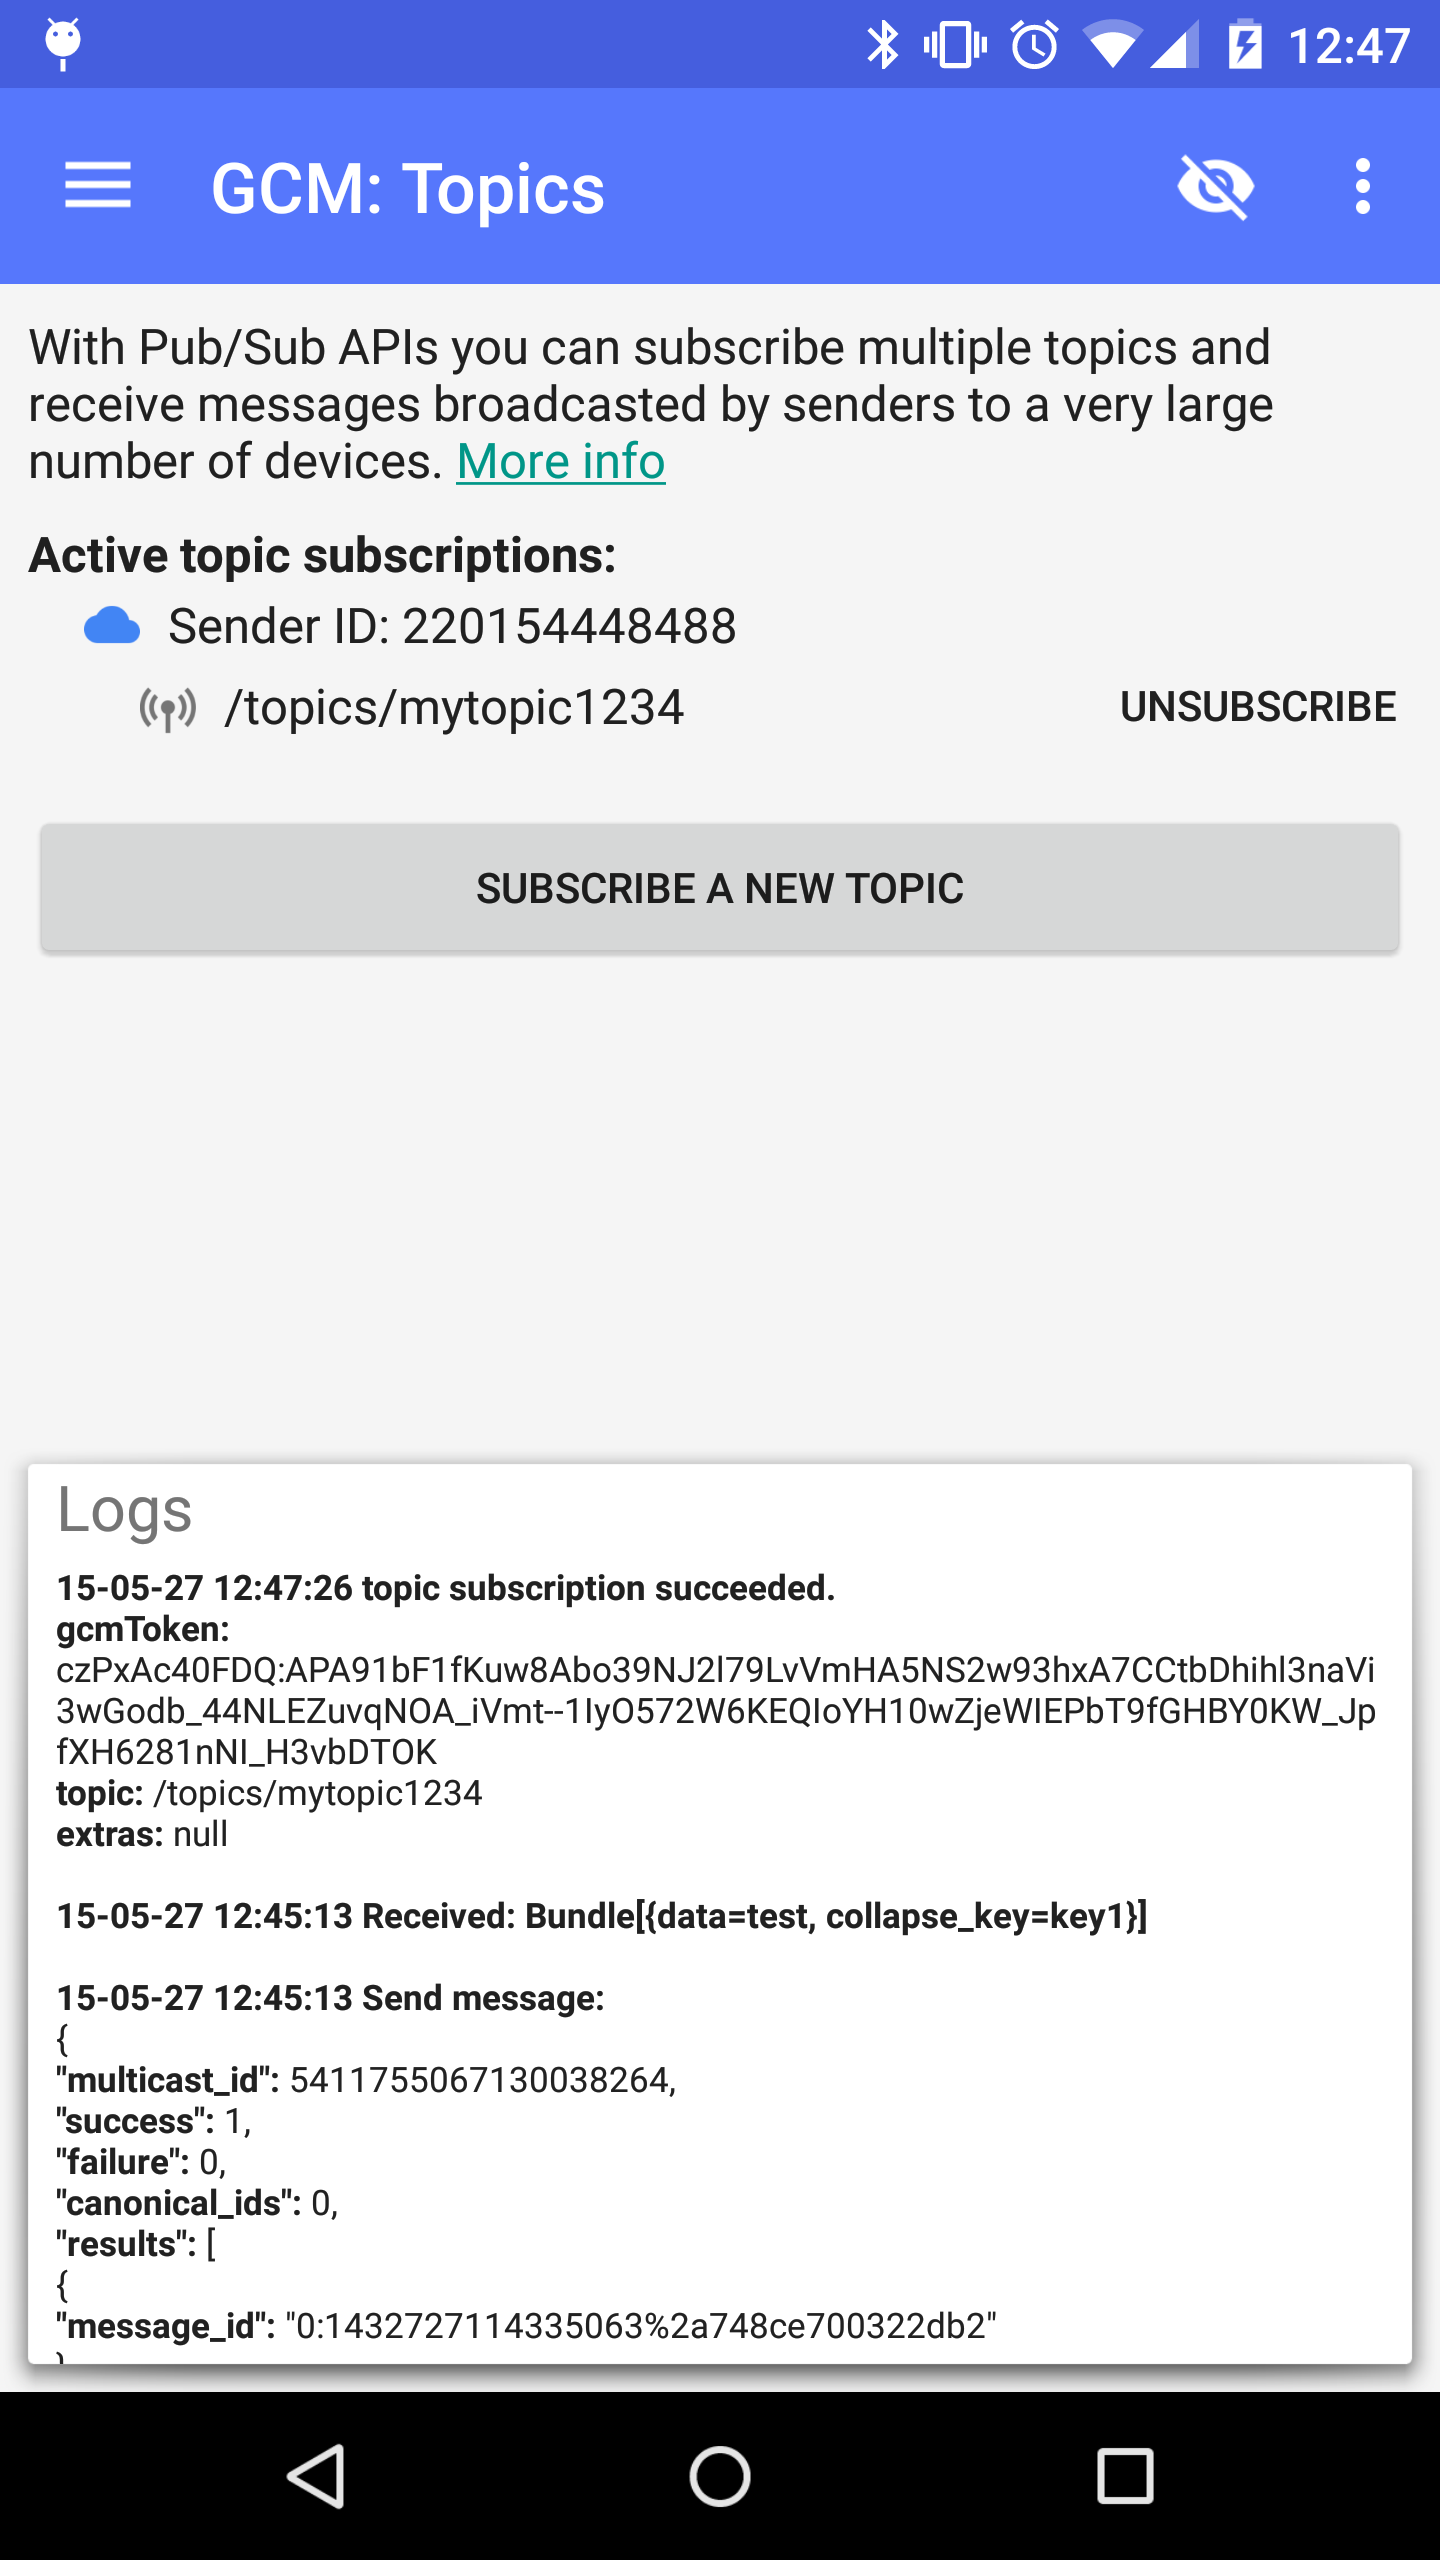 12:47
GCM: Topics
With Pub/Sub APIs you can subscribe multiple topics and
receive messages broadcasted by senders to a very large
number of devices. More info
Active topic subscriptions:
Sender ID: 220154448488
/topics/mytopic1234 UNSUBSCRIBE
SUBSCRIBE A NEW TOPIC
Logs
15-05-27 12:47:26 topic subscription succeeded.
gcmToken:
czPxAc40FDQ:APA91bF1fKuw8Abo39NJ2l79LvVmHA5NS2w93hxA7CCtbDhihl3naVi
3wGodb_44NLEZuvqNOA_iVmt--1IyO572W6KEQIoYH10wZjeWIEPbT9fGHBY0KW_Jp
fXH6281nNI_H3vbDTOK
topic: /topics/mytopic1234
extras: null
15-05-27 12:45:13 Received: Bundle[{data=test, collapse_key=key1}]
15-05-27 12:45:13 Send message:
{
"multicast_id": 5411755067130038264,
"success": 1,
"failure": 0,
"canonical_ids": 0,
"results": [
{
"message_id": "0:1432727114335063%2a748ce700322db2"
}